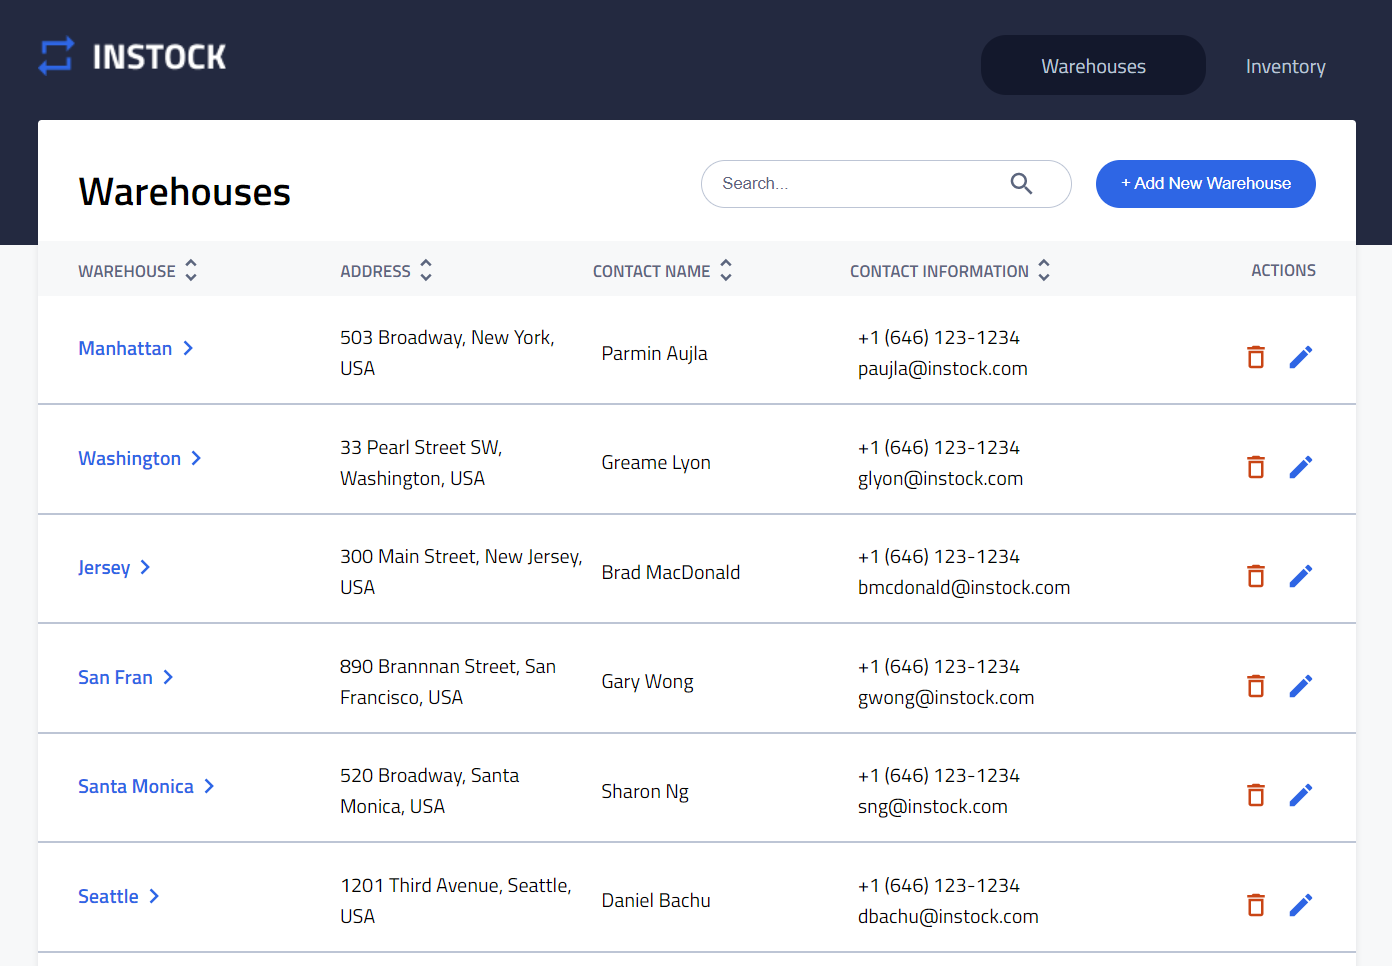 INSTOCK
Warehouses
Inventory
Warehouses
Search...
+ Add New Warehouse
WAREHOUSE
ADDRESS
CONTACT NAME
CONTACT INFORMATION
ACTIONS
Manhattan
503 Broadway, New York,
USA
Parmin Aujla
+1 (646) 123-1234
paujla@instock.com
Washington
33 Pearl Street SW,
Washington, USA
Greame Lyon
+1 (646) 123-1234
glyon@instock.com
Jersey
300 Main Street, New Jersey,
USA
Brad MacDonald
+1 (646) 123-1234
bmcdonald@instock.com
San Fran
890 Brannnan Street, San
Francisco, USA
Gary Wong
+1 (646) 123-1234
gwong@instock.com
Santa Monica
520 Broadway, Santa
Monica, USA
Sharon Ng
+1 (646) 123-1234
sng@instock.com
Seattle
1201 Third Avenue, Seattle,
USA
Daniel Bachu
+1 (646) 123-1234
dbachu@instock.com